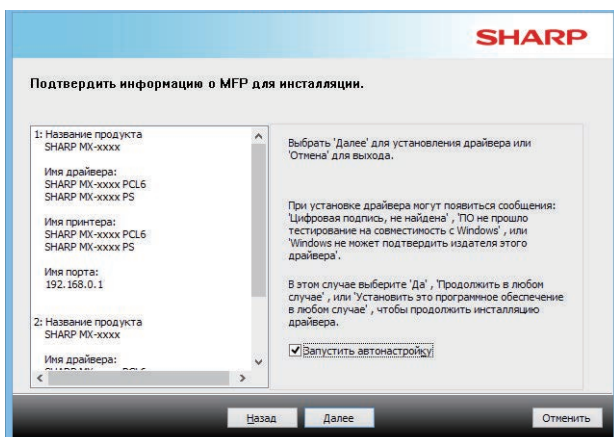 SHARP
Подтвердить информацию о MFP для инсталляции.
1: Название продукта
SHARP MX-xxxx
Имя драйвера:
SHARP MX-xxxx PCL6
SHARP MX-xxxx PS
Имя принтера:
SHARP MX-xxxx PCL6
SHARP MX-xxxx PS
Имя порта:
192.168.0.1
2: Название продукта
SHARP MX-xxxx
Имя драйвера:
Выбрать 'Далее' для установления драйвера или
'Отмена' для выхода.
При установке драйвера могут появиться сообщения:
'Цифровая подпись, не найдена' , 'ПО не прошло
тестирование на совместимость с Windows' , или
'Windows не может подтвердить издателя этого
драйвера'.
В этом случае выберите 'Да' , 'Продолжить в любом
случае' , или 'Установить это программное обеспечение
в любом случае' , чтобы продолжить инсталляцию
драйвера.
Запустить автонастройку
Назад
Далее
Отменить